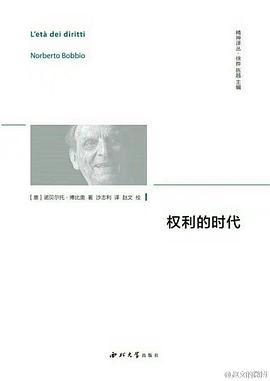 L'età dei diritti
Norberto Bobbio
精神译丛·徐晔 陈越 主编
[意] 诺贝尔托·博比奥 著 沙志利 译 赵文 校
权利的时代
西北大学出版社
@赵文的微博